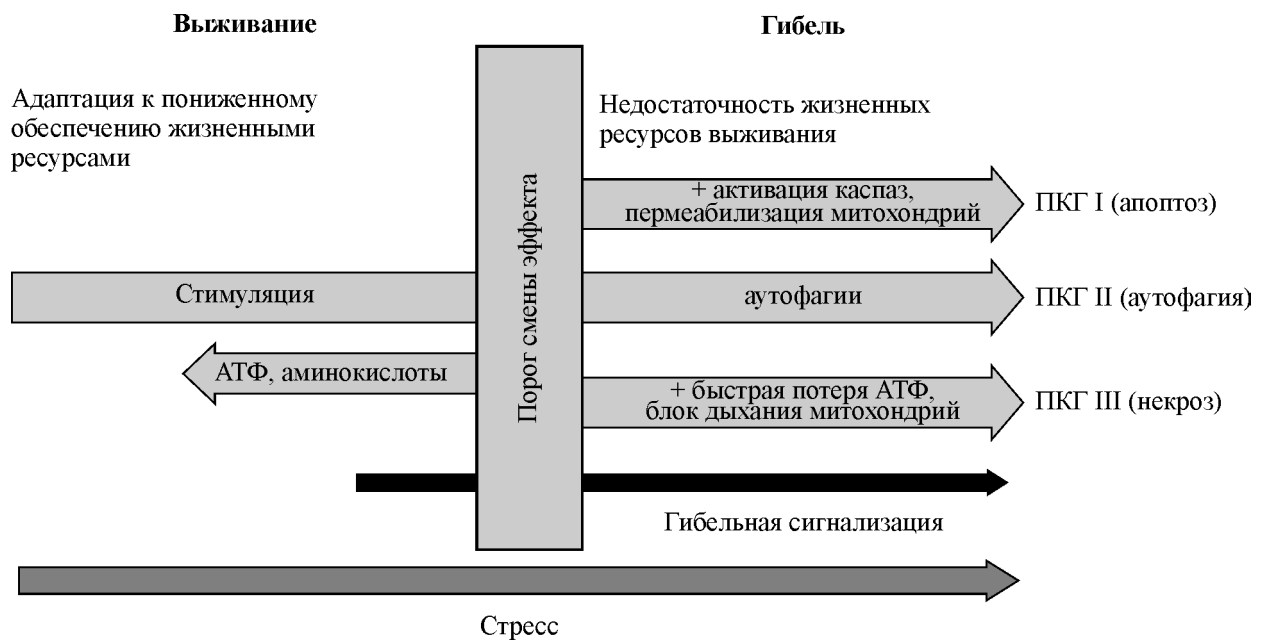 Выживание
Гибель
Адаптация к пониженному
обеспечению жизненными
ресурсами
Недостаточность жизненных
ресурсов выживания
Порог смены эффекта
+ активация каспаз,
пермеабилизация митохондрий
ПКГ I (апоптоз)
Стимуляция
аутофагии
ПКГ II (аутофагия)
АТФ, аминокислоты
+ быстрая потеря АТФ,
блок дыхания митохондрий
ПКГ III (некроз)
Гибельная сигнализация
Стресс